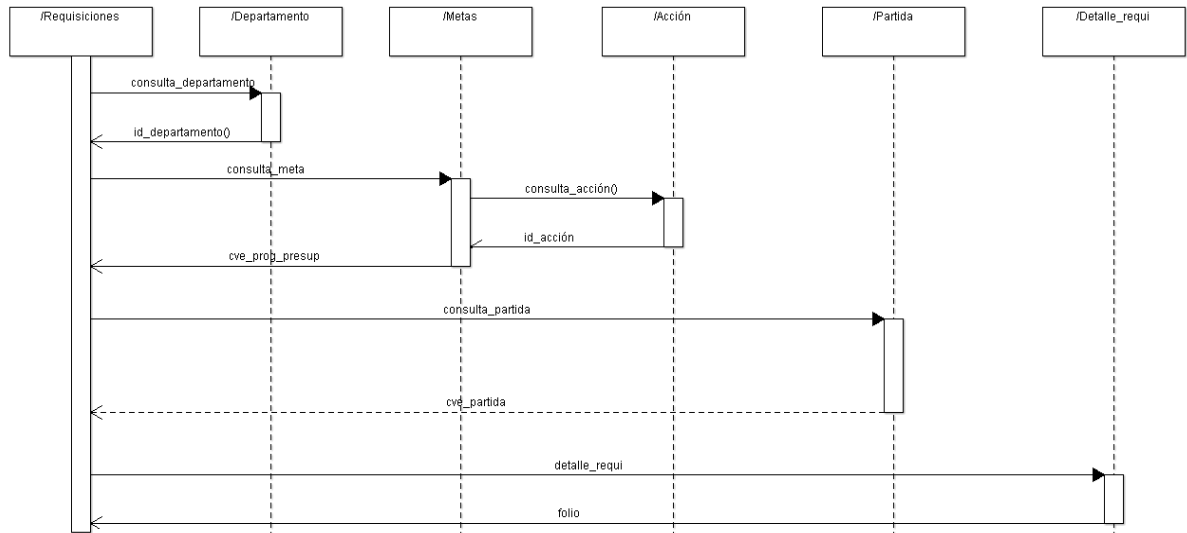 /Requisiciones
/Departamento
/Metas
/Acción
/Partida
/Detalle_requi
consulta_departamento
id_departamento()
consulta_meta
consulta_acción()
id_acción
cve_prog_presup
consulta_partida
cve_partida
detalle_requi
folio